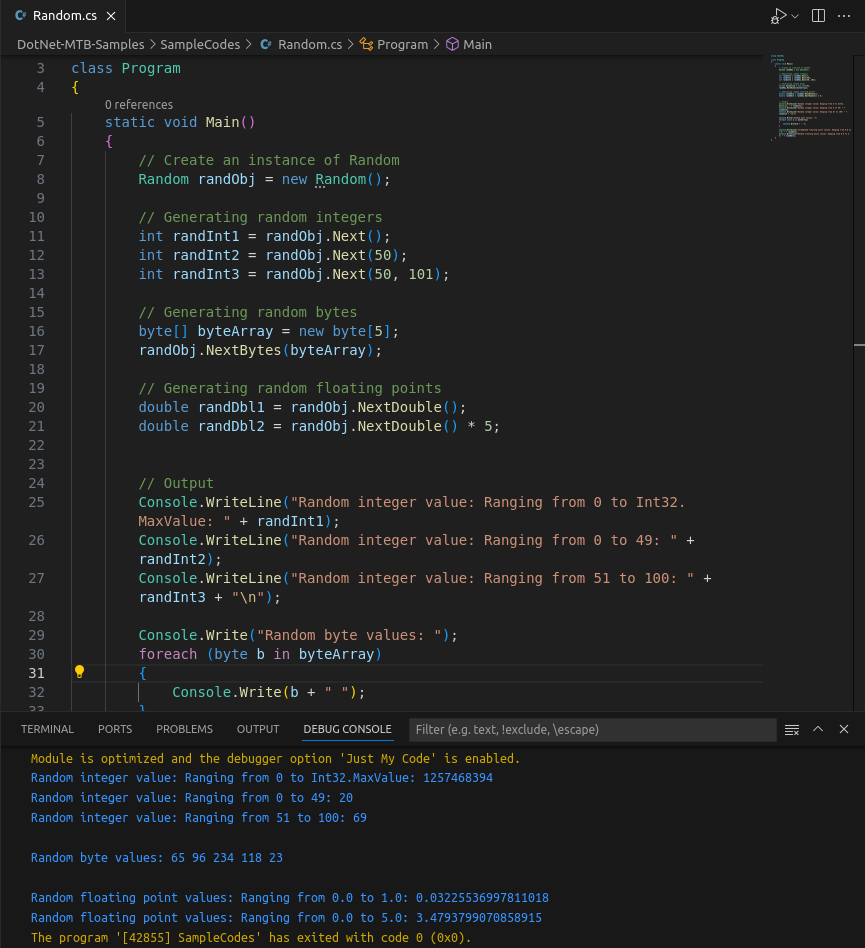 Random.cs
DotNet-MTB-Samples > SampleCodes > Random.cs > Program > Main
3 class Program
4 {
0 references
5 static void Main()
6 {
7 // Create an instance of Random
8 Random randObj = new Random();
9
10 // Generating random integers
11 int randInt1 = randObj.Next();
12 int randInt2 = randObj.Next(50);
13 int randInt3 = randObj.Next(50, 101);
14
15 // Generating random bytes
16 byte[] byteArray = new byte[5];
17 randObj.NextBytes(byteArray);
18
19 // Generating random floating points
20 double randDbl1 = randObj.NextDouble();
21 double randDbl2 = randObj.NextDouble() * 5;
22
23
24 // Output
25 Console.WriteLine("Random integer value: Ranging from 0 to Int32.
MaxValue: " + randInt1);
26 Console.WriteLine("Random integer value: Ranging from 0 to 49: " +
randInt2);
27 Console.WriteLine("Random integer value: Ranging from 51 to 100: " +
randInt3 + "\n");
28
29 Console.Write("Random byte values: ");
30 foreach (byte b in byteArray)
31 {
32 Console.Write(b + " ");
33 }
TERMINAL PORTS PROBLEMS OUTPUT DEBUG CONSOLE Filter (e.g. text, !exclude, \escape)
Module is optimized and the debugger option 'Just My Code' is enabled.
Random integer value: Ranging from 0 to Int32.MaxValue: 1257468394
Random integer value: Ranging from 0 to 49: 20
Random integer value: Ranging from 51 to 100: 69
Random byte values: 65 96 234 118 23
Random floating point values: Ranging from 0.0 to 1.0: 0.03225536997811018
Random floating point values: Ranging from 0.0 to 5.0: 3.4793799070858915
The program '[42855] SampleCodes' has exited with code 0 (0x0).